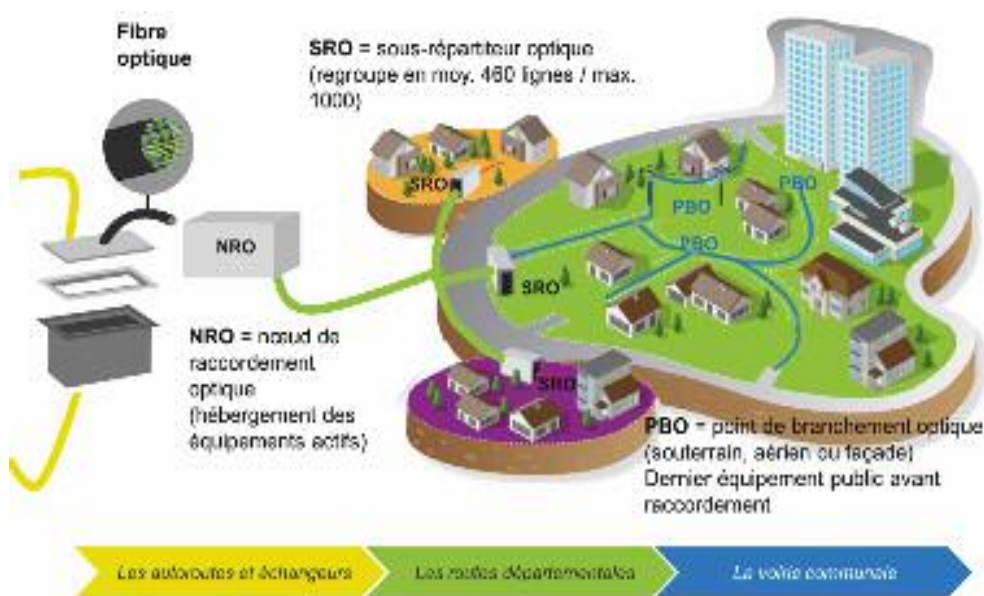 Fibre
optique
SRO = sous-répartiteur optique
(regroupe en moy. 460 lignes / max.
1000)
SRO
PBO
PBO
PBO
NRO
SRO
NRO = nœud de
raccordement
optique
(hébergement des
équipements actifs)
SRO
PBO = point de branchement optique
(souterrain, aérien ou façade)
Dernier équipement public avant
raccordement
Les autoroutes et échangeurs
Les routes départementales
La voirie communale